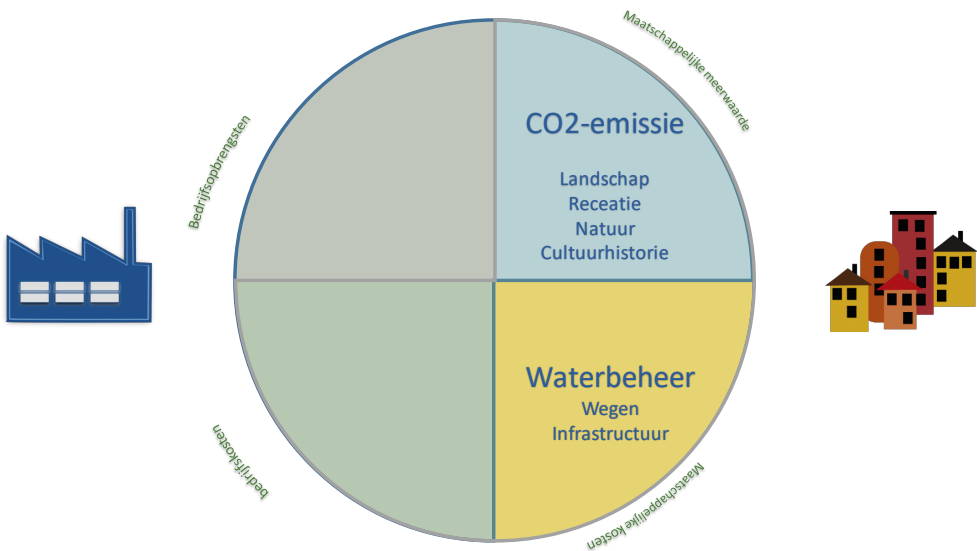 Maatschappelijke meerwaarde
Bedrijfsopbrengsten
CO2-emissie
Landschap
Receatie
Natuur
Cultuurhistorie
Waterbeheer
Wegen
Infrastructuur
bedrijfskosten
Maatschappelijke kosten